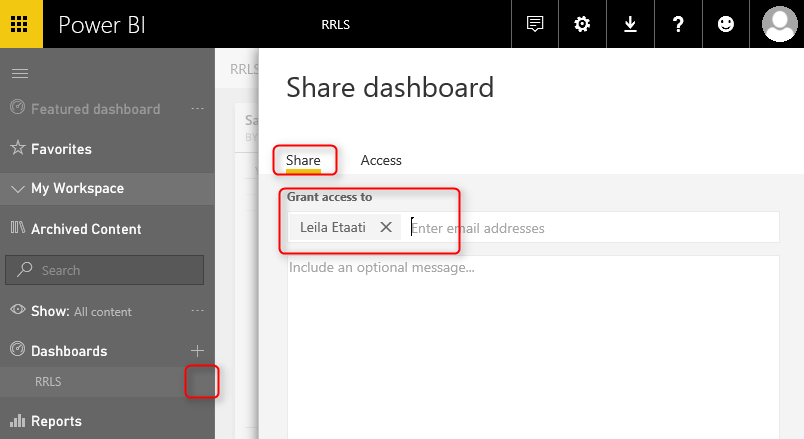 Power BI
RRLS
RRLS
Share dashboard
Featured dashboard ...
Favorites
My Workspace
Archived Content
Search
Show: All content ...
Dashboards +
RRLS
Reports
Sa
BY
Share Access
Grant access to
Leila Etaati Enter email addresses
Include an optional message...